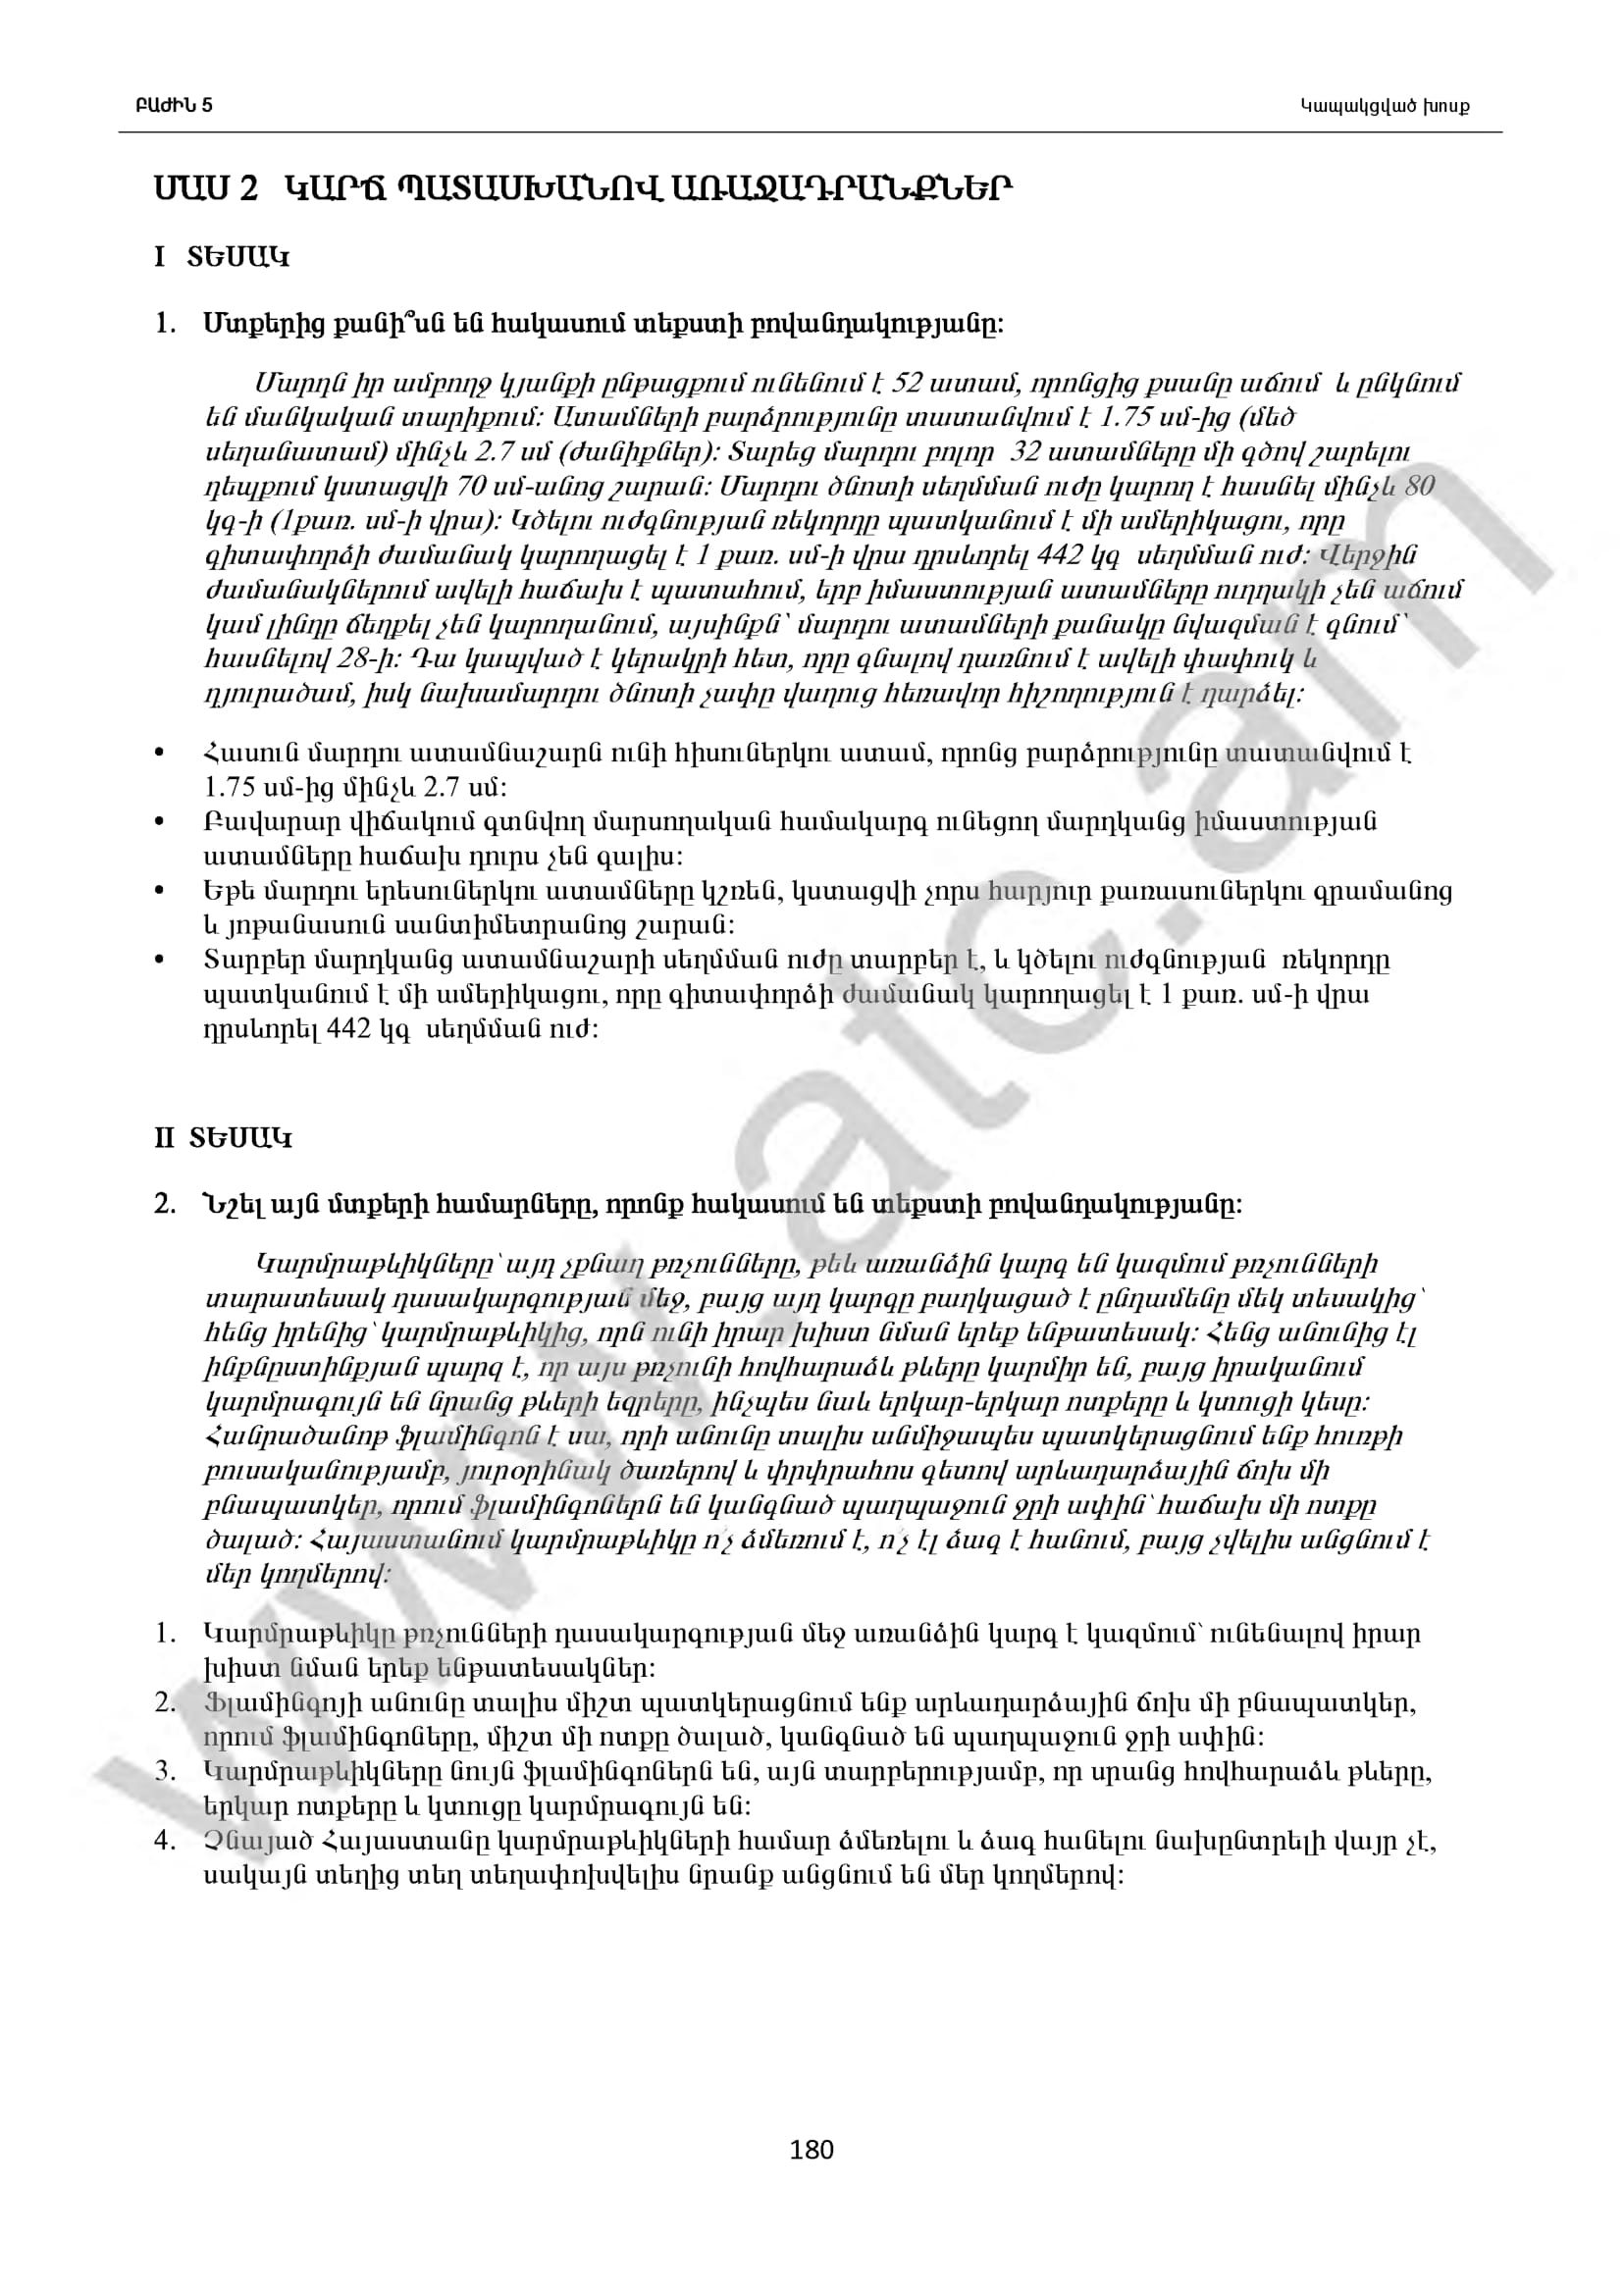 ԲԱԺԻՆ 5 Կապակցված խոսք
ՄԱՍ 2 ԿԱՐՃ ՊԱՏԱՍԽԱՆՈՎ ԱՌԱՋԱԴՐԱՆՔՆԵՐ
I ՏԵՍԱԿ
1. Մտքերից քանի՞սն են հակասում տեքստի բովանդակությանը:
Մարդն իր ամբողջ կյանքի ընթացքում ունենում է 52 ատամ, որոնցից քսանը աճում և ընկնում
են մանկական տարիքում: Ատամների բարձրությունը տատանվում է 1.75 սմ-ից (մեծ
սեղանատամ) մինչև 2.7 սմ (ժանիքներ): Տարեց մարդու բոլոր 32 ատամները մի գծով շարելու
դեպքում կստացվի 70 սմ-անոց շարան: Մարդու ծնոտի սեղմման ուժը կարող է հասնել մինչև 80
կգ-ի (1քառ. սմ-ի վրա): Կծելու ուժգնության ռեկորդը պատկանում է մի ամերիկացու, որը
գիտափորձի ժամանակ կարողացել է 1 քառ. սմ-ի վրա դրսևորել 442 կգ սեղմման ուժ: Վերջին
ժամանակներում ավելի հաճախ է պատահում, երբ իմաստության ատամները ուղղակի չեն աճում
կամ լինդը ճեղքել չեն կարողանում, այսինքն՝ մարդու ատամների քանակը նվազման է գնում՝
հասնելով 28-ի: Դա կապված է կերակրի հետ, որը գնալով դառնում է ավելի փափուկ և
դյուրածամ, իսկ նախամարդու ծնոտի չափը վաղուց հեռավոր հիշողություն է դարձել:
• Հասուն մարդու ատամնաշարն ունի հիսուներկու ատամ, որոնց բարձրությունը տատանվում է
1.75 սմ-ից մինչև 2.7 սմ:
• Բավարար վիճակում գտնվող մարսողական համակարգ ունեցող մարդկանց իմաստության
ատամները հաճախ դուրս չեն գալիս:
• Եթե մարդու երեսուներկու ատամները կշռեն, կստացվի չորս հարյուր քառասուներկու գրամանոց
և յոթանասուն սանտիմետրանոց շարան:
• Տարբեր մարդկանց ատամնաշարի սեղմման ուժը տարբեր է, և կծելու ուժգնության ռեկորդը
պատկանում է մի ամերիկացու, որը գիտափորձի ժամանակ կարողացել է 1 քառ. սմ-ի վրա
դրսևորել 442 կգ սեղմման ուժ:
II ՏԵՍԱԿ
2. Նշել այն մտքերի համարները, որոնք հակասում են տեքստի բովանդակությանը:
Կարմրաթևիկները՝ այդ չքնաղ թռչունները, թեև առանձին կարգ են կազմում թռչունների
տարատեսակ դասակարգության մեջ, բայց այդ կարգը բաղկացած է ընդամենը մեկ տեսակից՝
հենց իրենից՝ կարմրաթևիկից, որն ունի իրար խիստ նման երեք ենթատեսակ: Հենց անունից էլ
ինքնըստինքյան պարզ է, որ այս թռչունի հովհարաձև թևերը կարմիր են, բայց իրականում
կարմրագույն են նրանց թևերի եզրերը, ինչպես նաև երկար-երկար ոտքերը և կտուցի կեսը:
Հանրածանոթ ֆլամինգոն է սա, որի անունը տալիս անմիջապես պատկերացնում ենք հուռթի
բուսականությամբ, յուրօրինակ ծառերով և փրփրահոս գետով արևադարձային ճոխ մի
բնապատկեր, որում ֆլամինգոներն են կանգնած պաղպաջուն ջրի ափին՝ հաճախ մի ոտքը
ծալած: Հայաստանում կարմրաթևիկը ո՛չ ձմեռում է, ո՛չ էլ ձագ է հանում, բայց չվելիս անցնում է
մեր կողմերով:
1. Կարմրաթևիկը թռչունների դասակարգության մեջ առանձին կարգ է կազմում՝ ունենալով իրար
խիստ նման երեք ենթատեսակներ:
2. Ֆլամինգոյի անունը տալիս միշտ պատկերացնում ենք արևադարձային ճոխ մի բնապատկեր,
որում ֆլամինգոները, միշտ մի ոտքը ծալած, կանգնած են պաղպաջուն ջրի ափին:
3. Կարմրաթևիկները նույն ֆլամինգոներն են, այն տարբերությամբ, որ սրանց հովհարաձև թևերը,
երկար ոտքերը և կտուցը կարմրագույն են:
4. Չնայած Հայաստանը կարմրաթևիկների համար ձմեռելու և ձագ հանելու նախընտրելի վայր չէ,
սակայն տեղից տեղ տեղափոխվելիս նրանք անցնում են մեր կողմերով:
www.atc.am
180